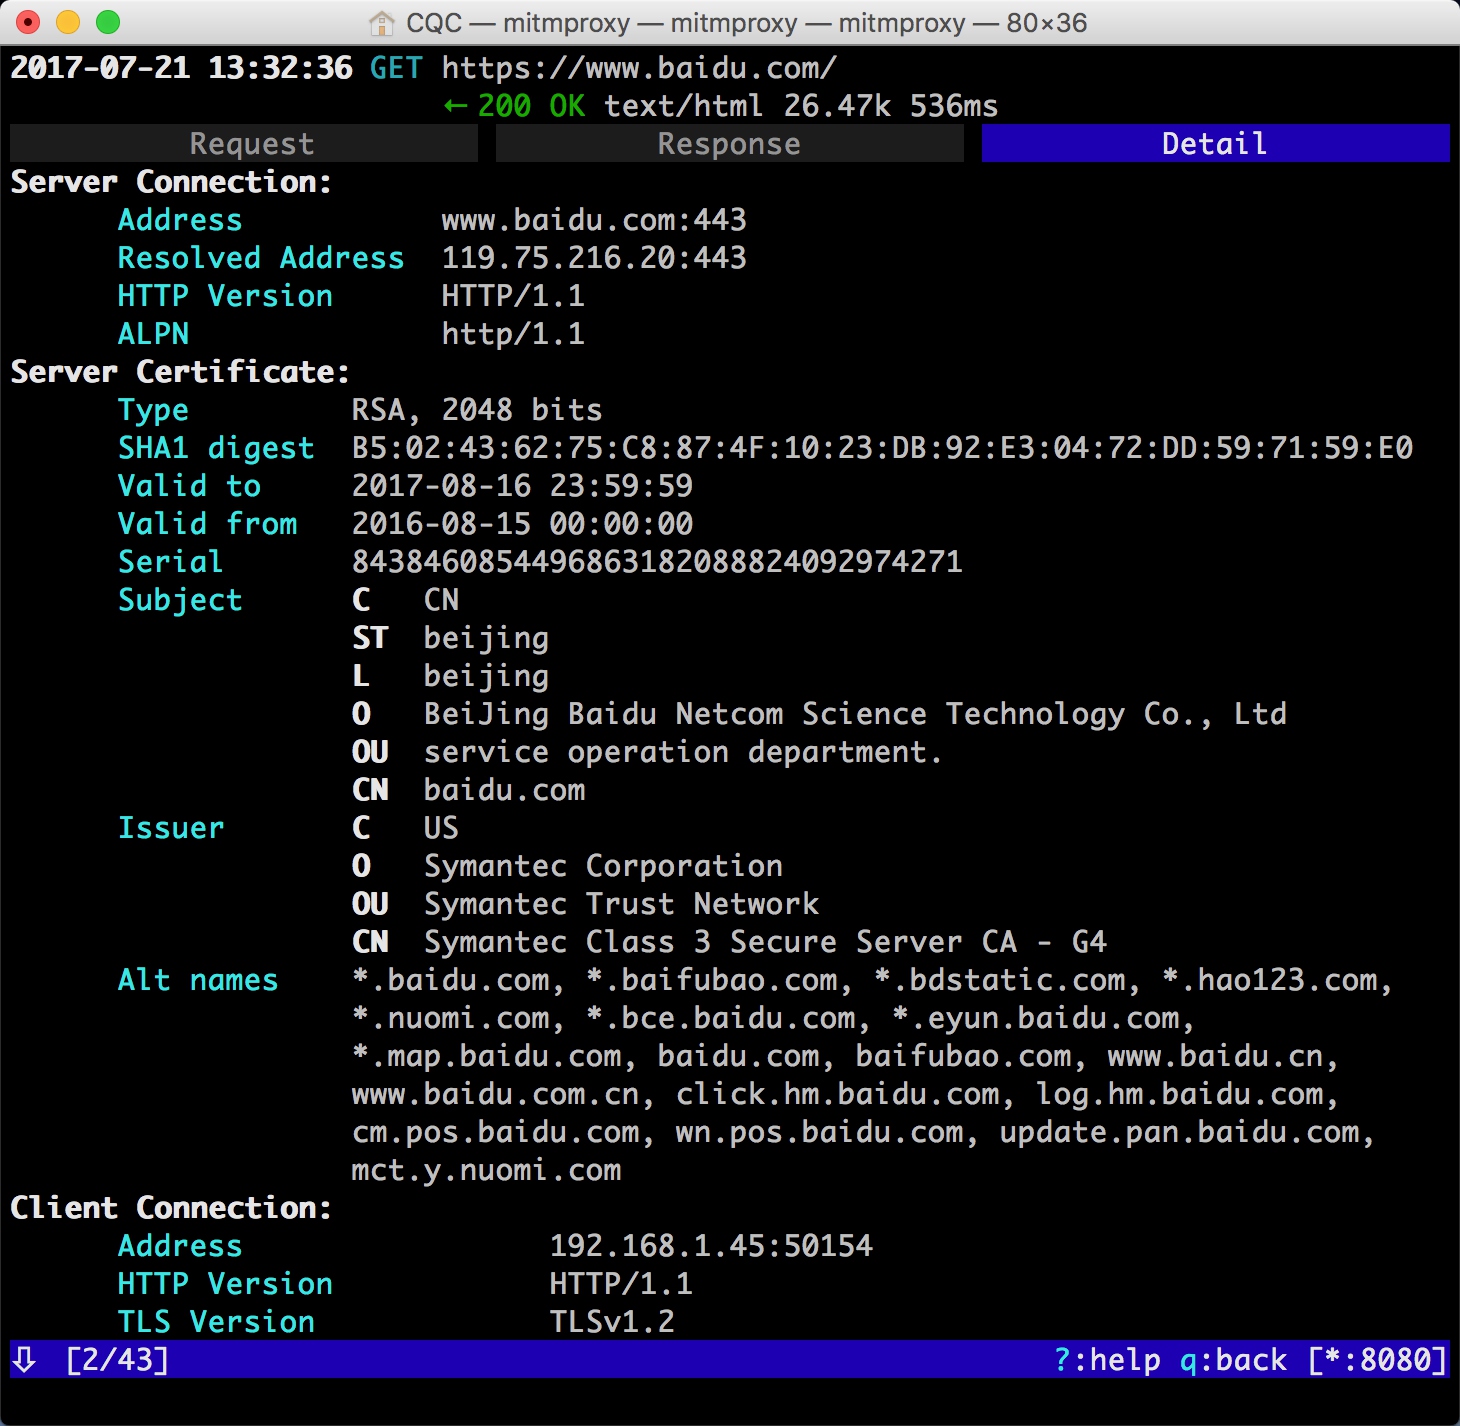 CQC — mitmproxy — mitmproxy — mitmproxy — 80×36
2017-07-21 13:32:36 GET https://www.baidu.com/
← 200 OK text/html 26.47k 536ms
Request Response Detail
Server Connection:
Address www.baidu.com:443
Resolved Address 119.75.216.20:443
HTTP Version HTTP/1.1
ALPN http/1.1
Server Certificate:
Type RSA, 2048 bits
SHA1 digest B5:02:43:62:75:C8:87:4F:10:23:DB:92:E3:04:72:DD:59:71:59:E0
Valid to 2017-08-16 23:59:59
Valid from 2016-08-15 00:00:00
Serial 8438460854496863182088824092974271
Subject C CN
ST beijing
L beijing
O BeiJing Baidu Netcom Science Technology Co., Ltd
OU service operation department.
CN baidu.com
Issuer C US
O Symantec Corporation
OU Symantec Trust Network
CN Symantec Class 3 Secure Server CA - G4
Alt names *.baidu.com, *.baifubao.com, *.bdstatic.com, *.hao123.com,
*.nuomi.com, *.bce.baidu.com, *.eyun.baidu.com,
*.map.baidu.com, baidu.com, baifubao.com, www.baidu.cn,
www.baidu.com.cn, click.hm.baidu.com, log.hm.baidu.com,
cm.pos.baidu.com, wn.pos.baidu.com, update.pan.baidu.com,
mct.y.nuomi.com
Client Connection:
Address 192.168.1.45:50154
HTTP Version HTTP/1.1
TLS Version TLSv1.2
⇩ [2/43] ?:help q:back [*:8080]